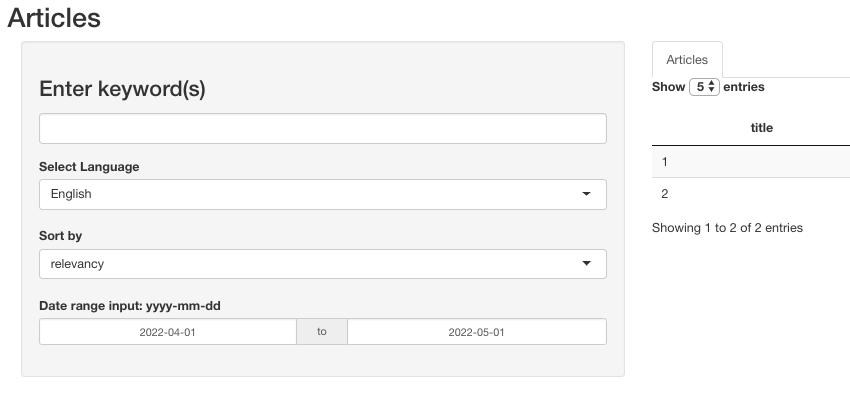 Articles
Enter keyword(s)
Select Language
English
Sort by
relevancy
Date range input: yyyy-mm-dd
2022-04-01 to 2022-05-01
Articles
Show 5 entries
title
1
2
Showing 1 to 2 of 2 entries